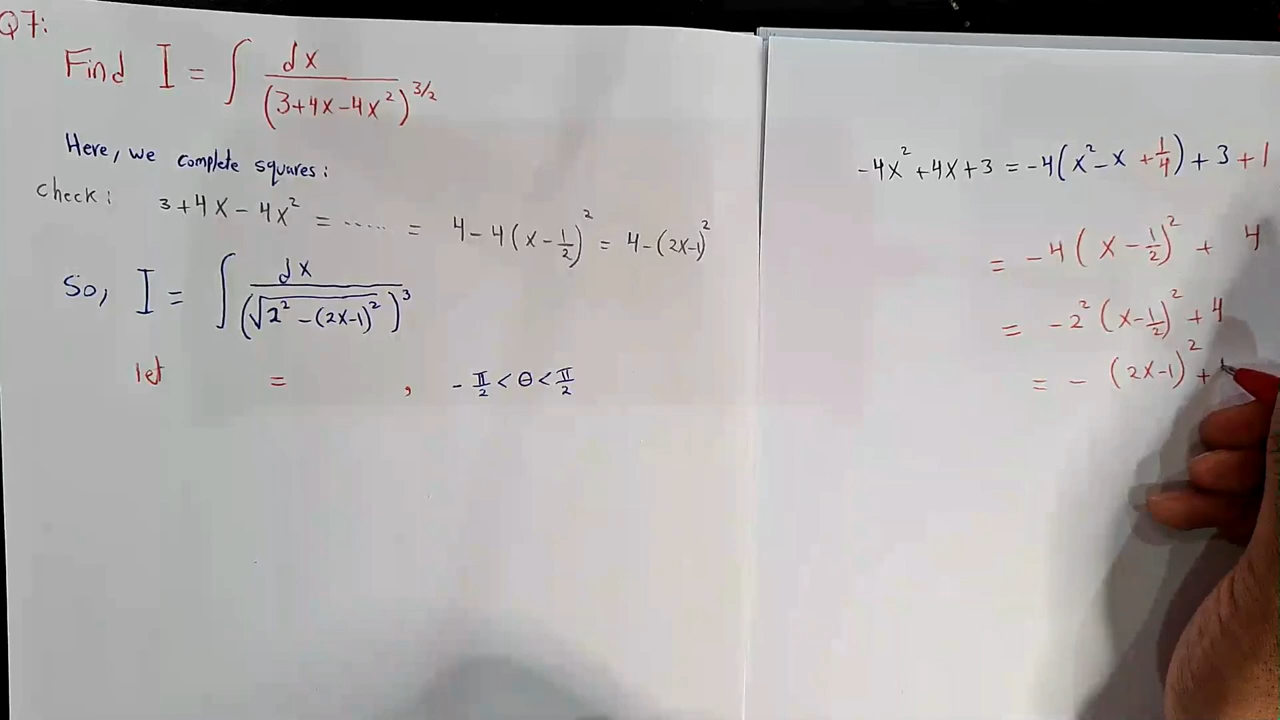 Q7:
Find I = ∫ dx / (3+4x-4x²)^3/2
Here, we complete squares:
check: 3+4x-4x² = ..... = 4-4(x-1/2)² = 4-(2x-1)²
So, I = ∫ dx / (√2²-(2x-1)²)³
let = , -π/2 < θ < π/2
-4x²+4x+3 = -4(x²-x+1/4)+3+1
= -4(x-1/2)² + 4
= -2²(x-1/2)² + 4
= -(2x-1)² +